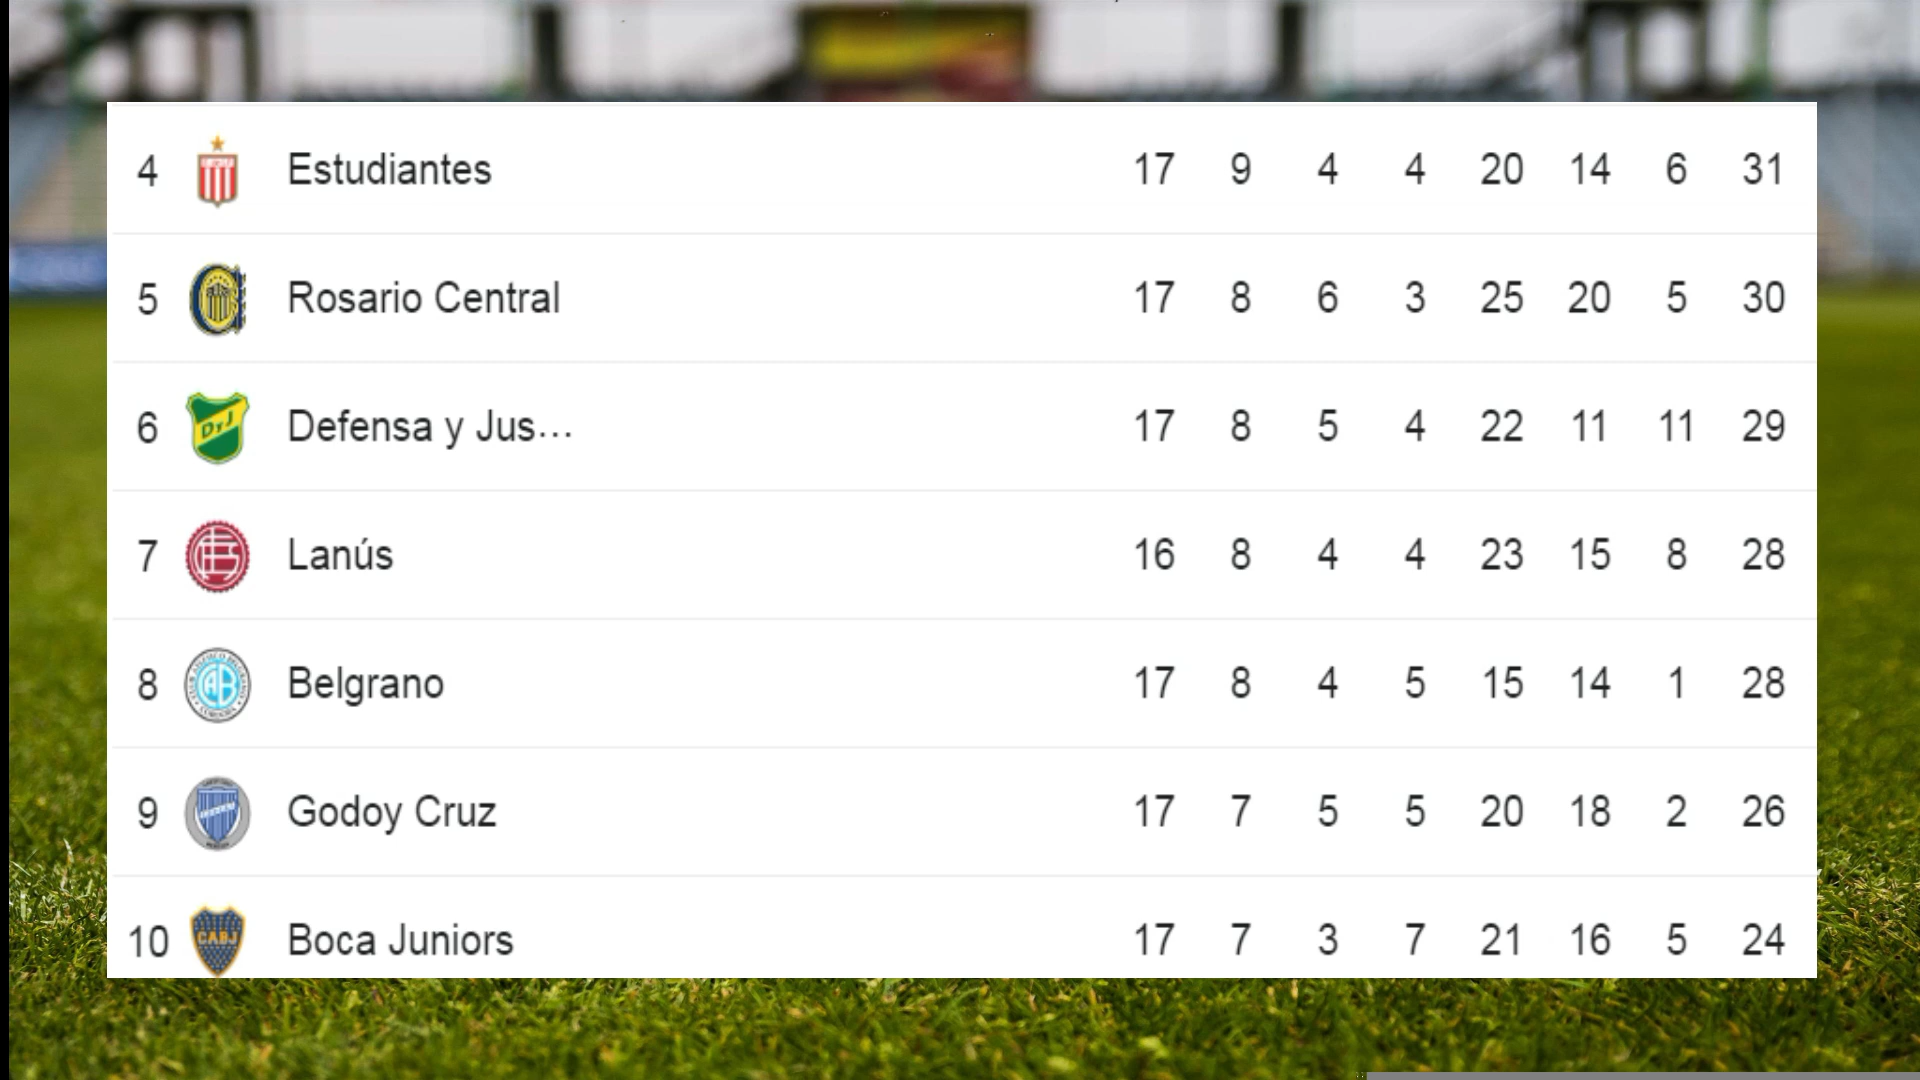 4 Estudiantes 17 9 4 4 20 14 6 31
5 Rosario Central 17 8 6 3 25 20 5 30
DyJ
6 Defensa y Jus... 17 8 5 4 22 11 11 29
7 Lanús 16 8 4 4 23 15 8 28
CAB
8 Belgrano 17 8 4 5 15 14 1 28
9 Godoy Cruz 17 7 5 5 20 18 2 26
CABJ
10 Boca Juniors 17 7 3 7 21 16 5 24